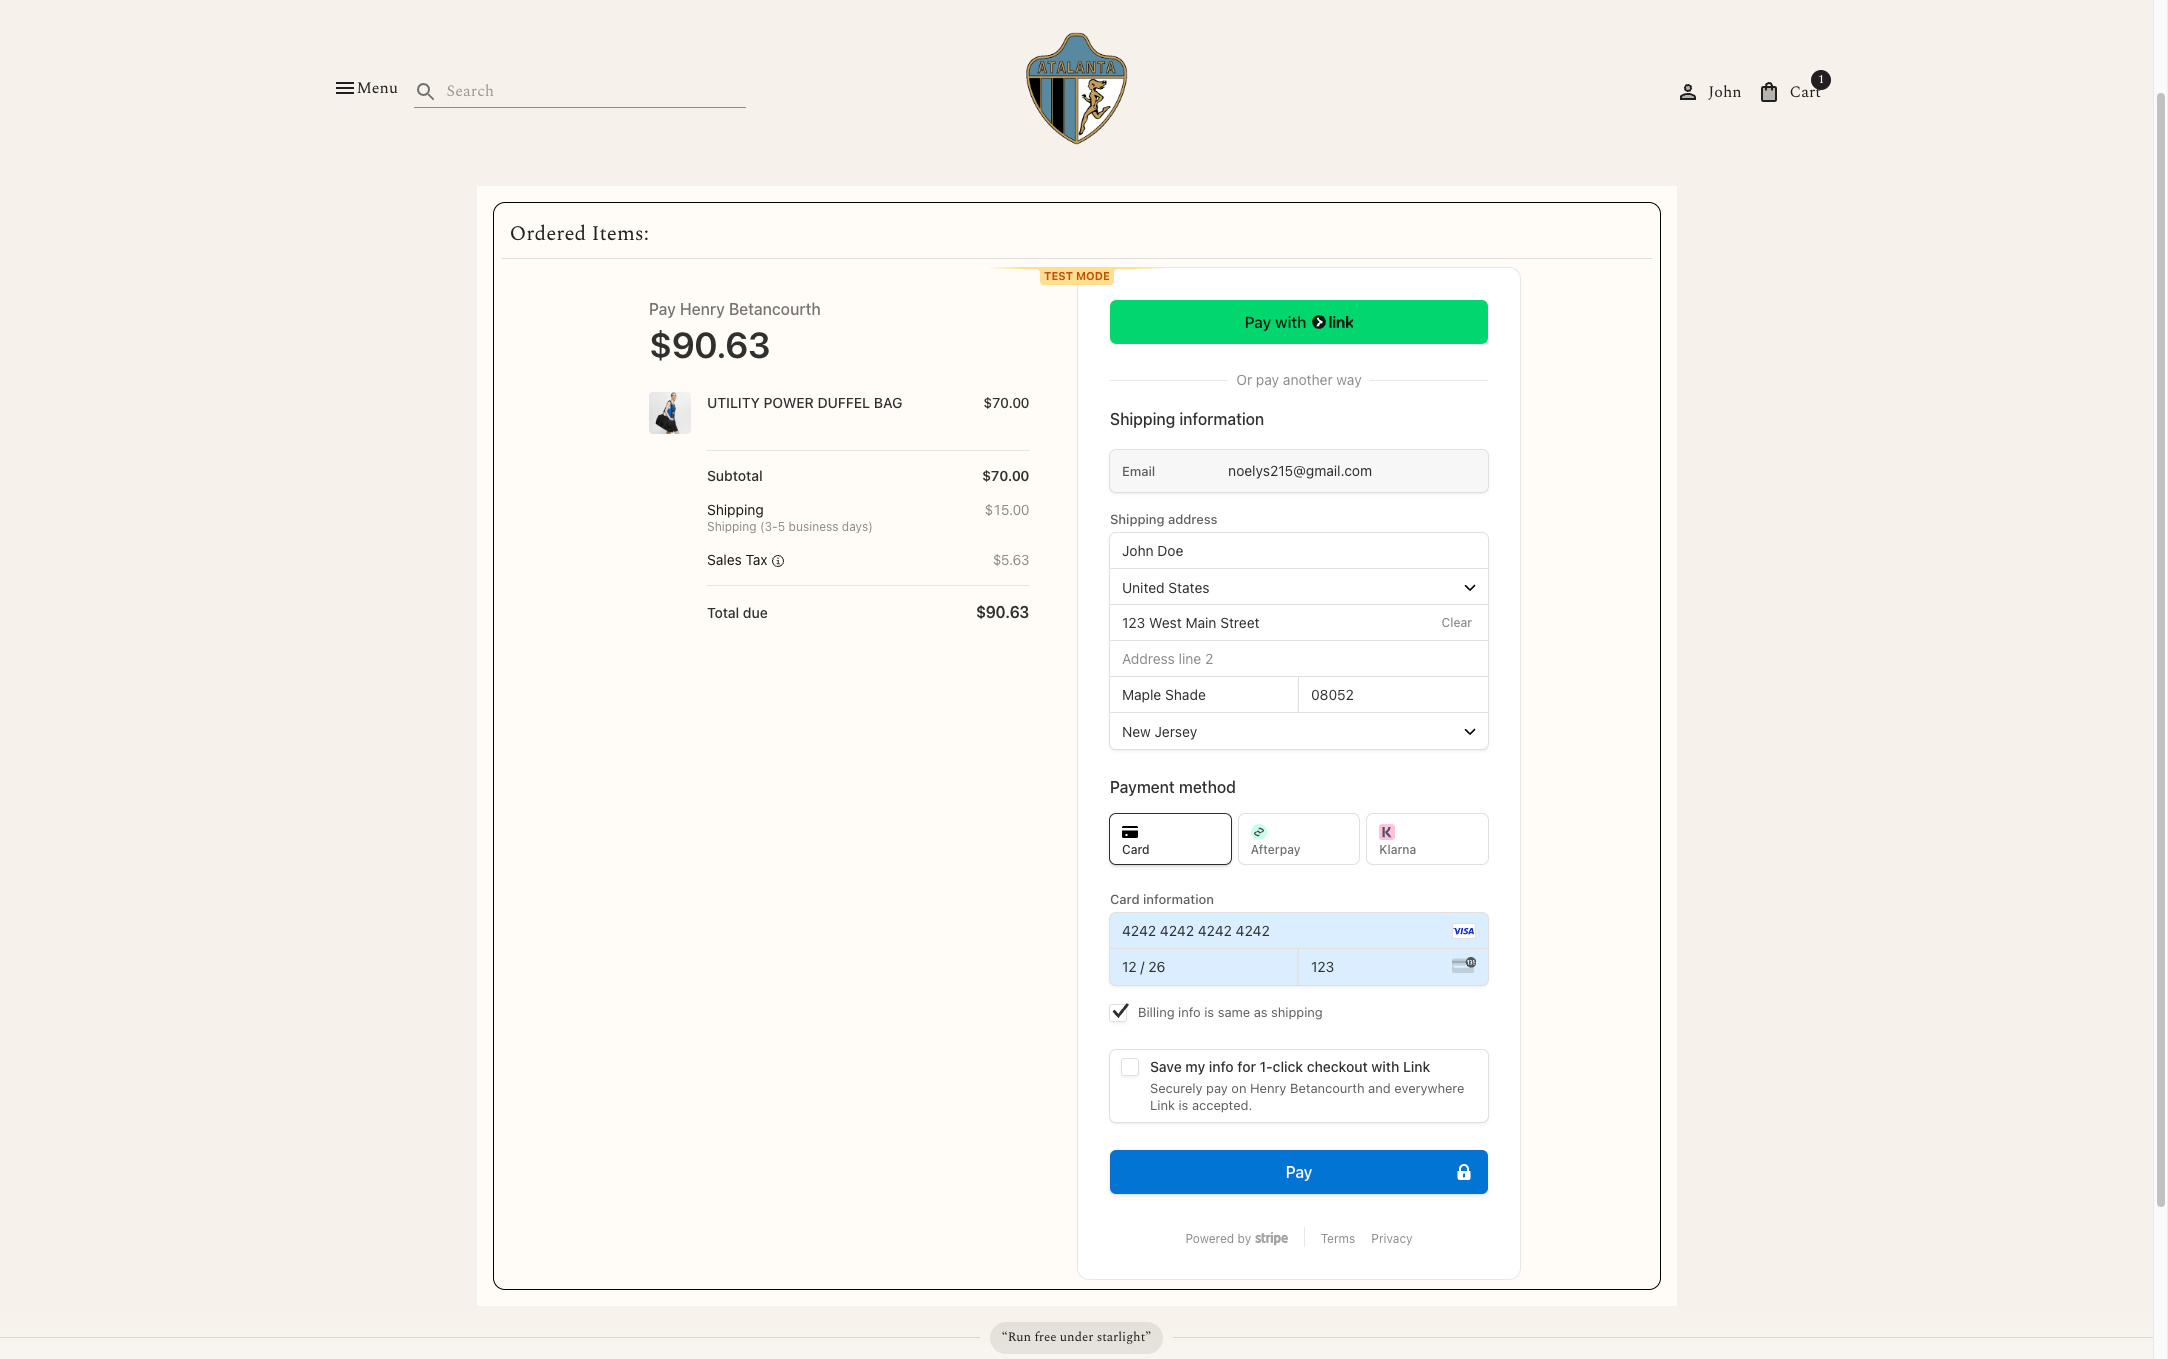 Menu
Search
ATALANTA
John
Cart
1
Ordered Items:
TEST MODE
Pay Henry Betancourth
$90.63
UTILITY POWER DUFFEL BAG $70.00
Subtotal $70.00
Shipping $15.00
Shipping (3-5 business days)
Sales Tax $5.63
Total due $90.63
Pay with link
Or pay another way
Shipping information
Email noelys215@gmail.com
Shipping address
John Doe
United States
123 West Main Street Clear
Address line 2
Maple Shade 08052
New Jersey
Payment method
Card
Afterpay
K
Klarna
Card information
4242 4242 4242 4242 VISA
12 / 26 123
Billing info is same as shipping
Save my info for 1-click checkout with Link
Securely pay on Henry Betancourth and everywhere
Link is accepted.
Pay
Powered by stripe Terms Privacy
“Run free under starlight”